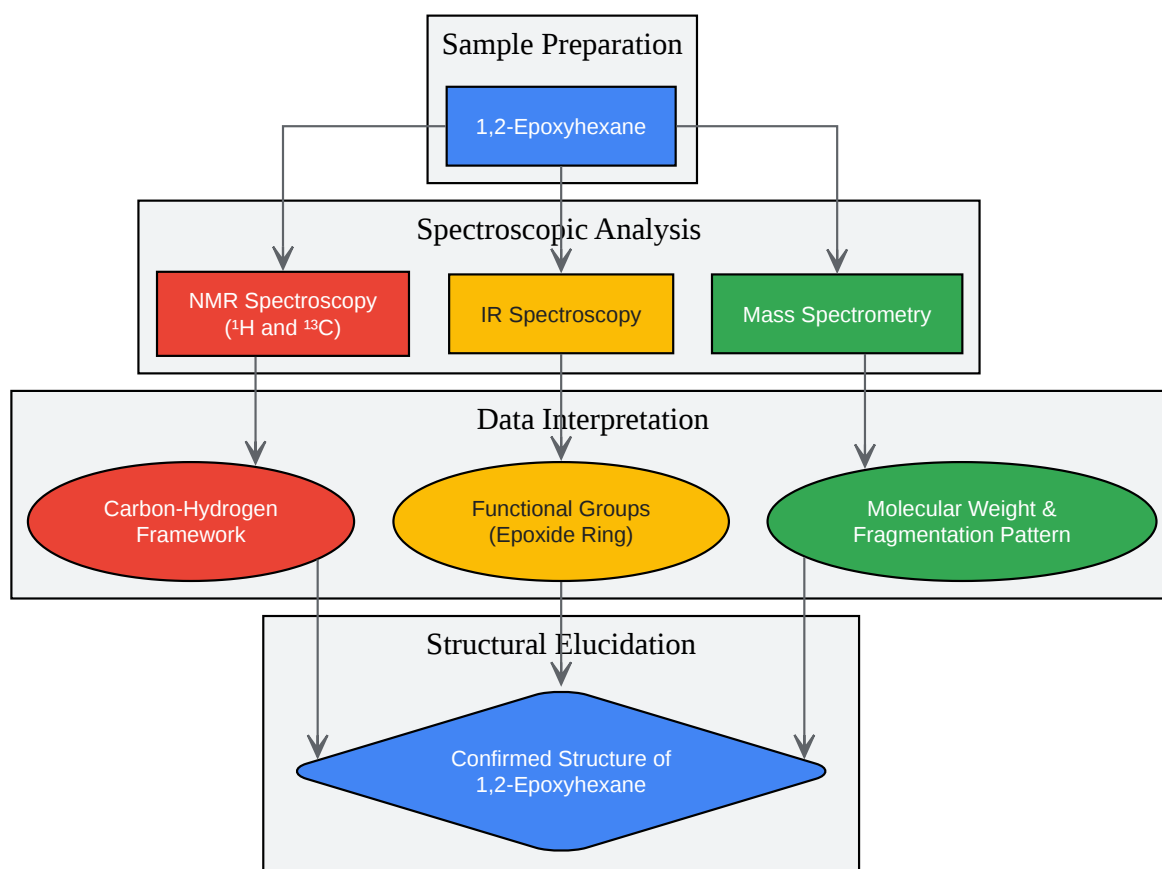 Sample Preparation
1,2-Epoxyhexane
Spectroscopic Analysis
NMR Spectroscopy
(¹H and ¹³C)
IR Spectroscopy
Mass Spectrometry
Data Interpretation
Carbon-Hydrogen
Framework
Functional Groups
(Epoxide Ring)
Molecular Weight &
Fragmentation Pattern
Structural Elucidation
Confirmed Structure of
1,2-Epoxyhexane